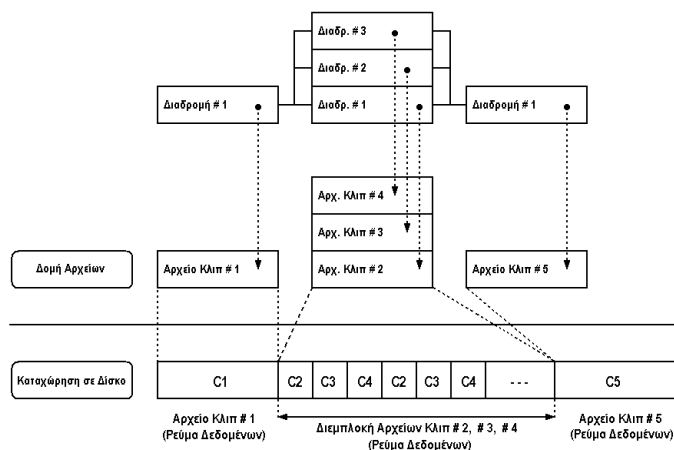 Διαδρ. # 3
Διαδρ. # 2
Διαδρομή # 1
Διαδρ. # 1
Διαδρομή # 1
Αρχ. Κλιπ # 4
Αρχ. Κλιπ # 3
Δομή Αρχείων
Αρχείο Κλιπ # 1
Αρχ. Κλιπ # 2
Αρχείο Κλιπ # 5
Καταχώρηση σε Δίσκο
C1
C2
C3
C4
C2
C3
C4
---
C5
Αρχείο Κλιπ # 1
(Ρεύμα Δεδομένων)
Διεμπλοκή Αρχείων Κλιπ # 2, # 3, # 4
(Ρεύμα Δεδομένων)
Αρχείο Κλιπ # 5
(Ρεύμα Δεδομένων)